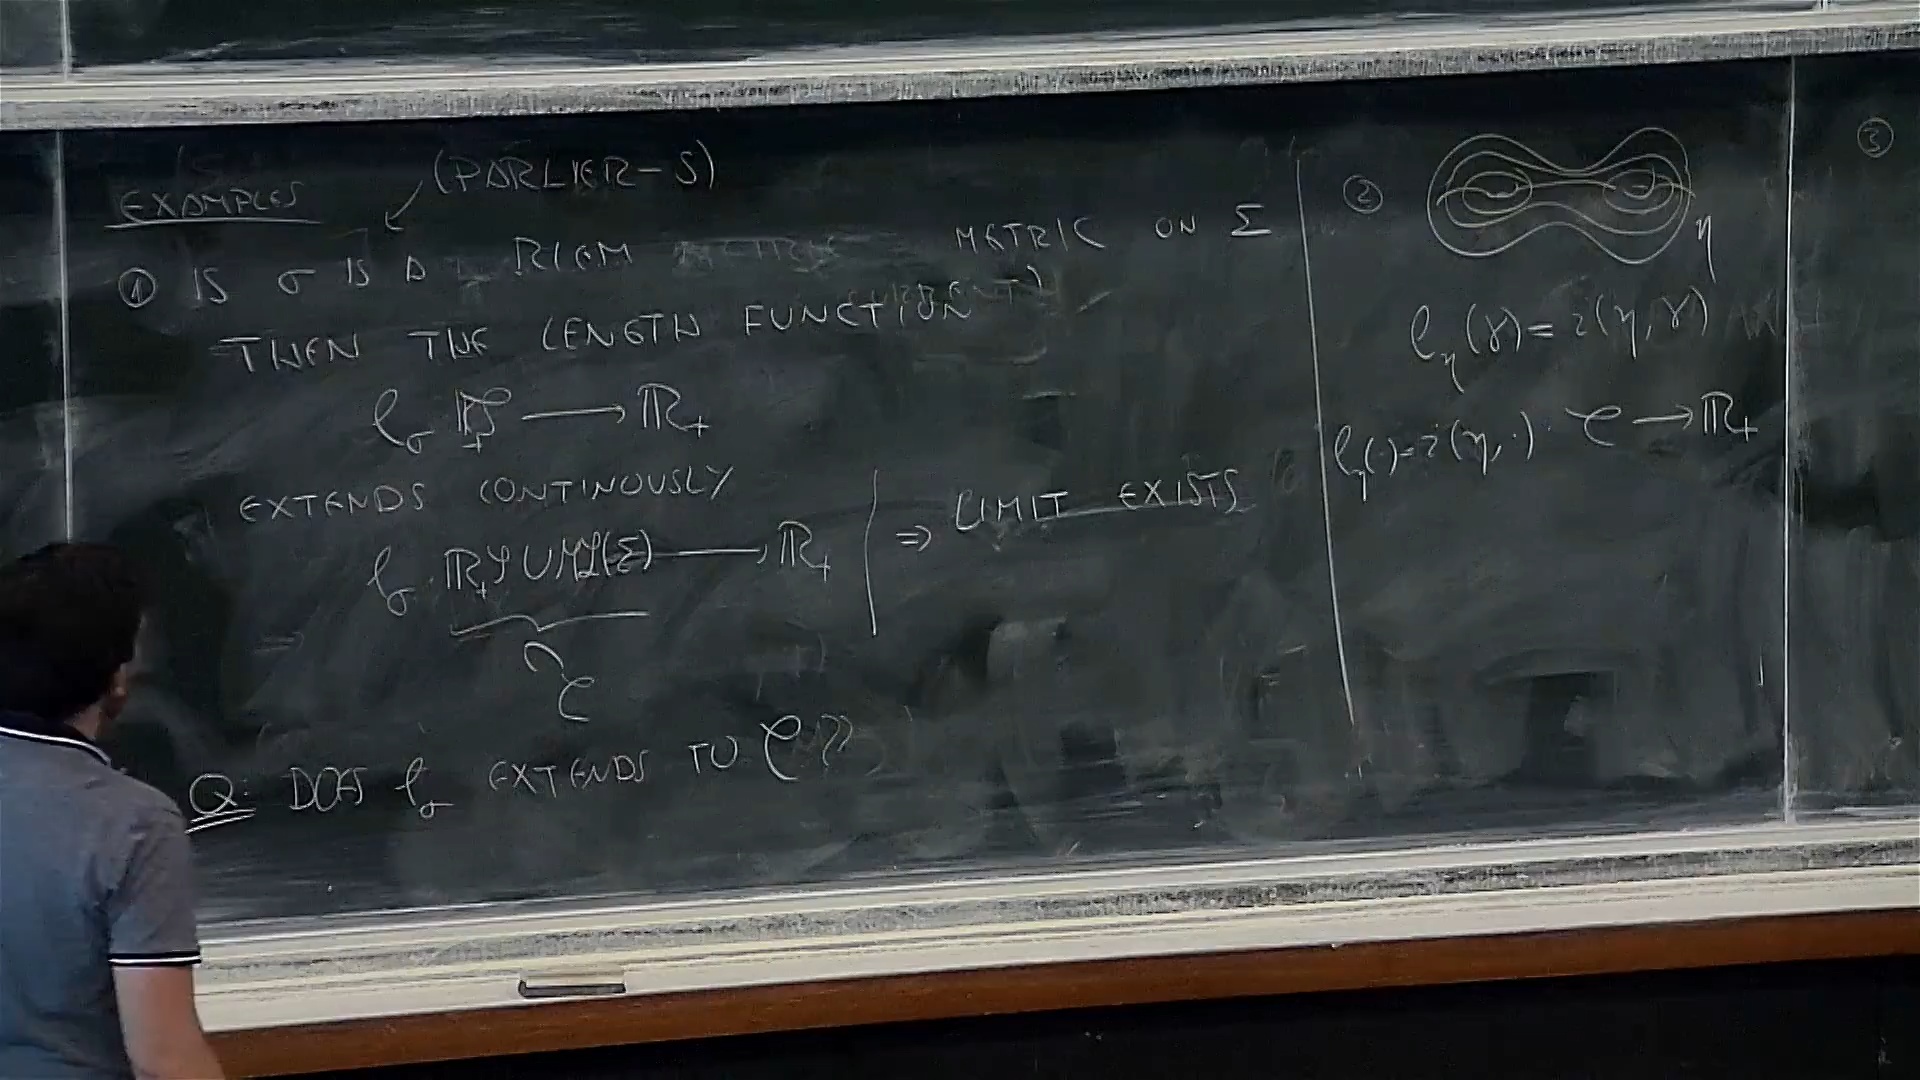 EXAMPLES (PARLIER-S)
① IS σ IS A RIEM METRIC ON Σ
THEN THE LENGTH FUNCTION
ℓ_σ ℝ₊𝒮 ⟶ ℝ₊
EXTENDS CONTINOUSLY
ℓ_σ ℝ₊𝒮 ∪ ℳℒ(Σ) ⟶ ℝ₊ ⇒ LIMIT EXISTS
∩
𝒞
Q: DOES ℓ_σ EXTENDS TO 𝒞??
②
η
ℓ_η(γ) = i(η, γ)
ℓ_η(·) = i(η, ·) : 𝒞 ⟶ ℝ₊
③